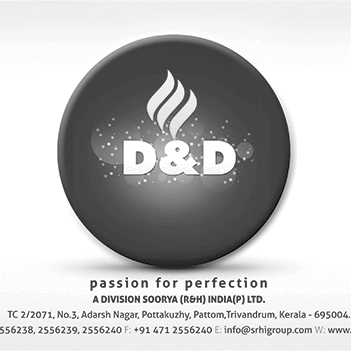 D&D
passion for perfection
A DIVISION SOORYA (R&H) INDIA(P) LTD.
TC 2/2071, No.3, Adarsh Nagar, Pottakuzhy, Pattom,Trivandrum, Kerala - 695004.
2556239, 2556240 F: +91 471 2556240 E: info@srhigroup.com W: